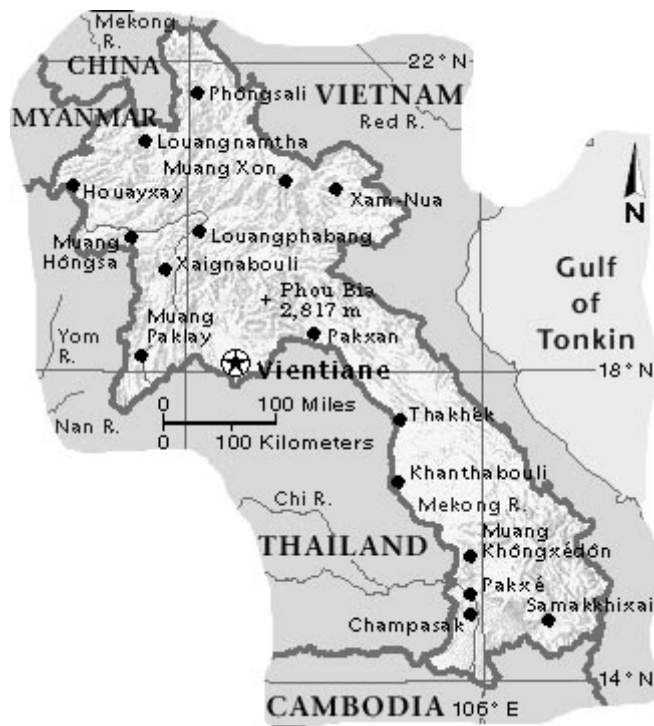 Mekong
R.
CHINA
22° N
Phôngsali
VIETNAM
MYANMAR
Red R.
Louangnamtha
Muang Xon
Houayxay
Xam-Nua
N
Muang
Hôngsa
Louangphabang
Xaignabouli
Gulf
of
Tonkin
Phou Bia
2,817 m
Yom
R.
Muang
Paklay
Pakxan
Vientiane
18° N
0 100 Miles
0 100 Kilometers
Nan R.
Thakhek
Khanthabouli
Chi R.
Mekong R.
THAILAND
Muang
Khôngxédôn
Pakxé
Samakkhixai
Champasak
14° N
CAMBODIA
106° E